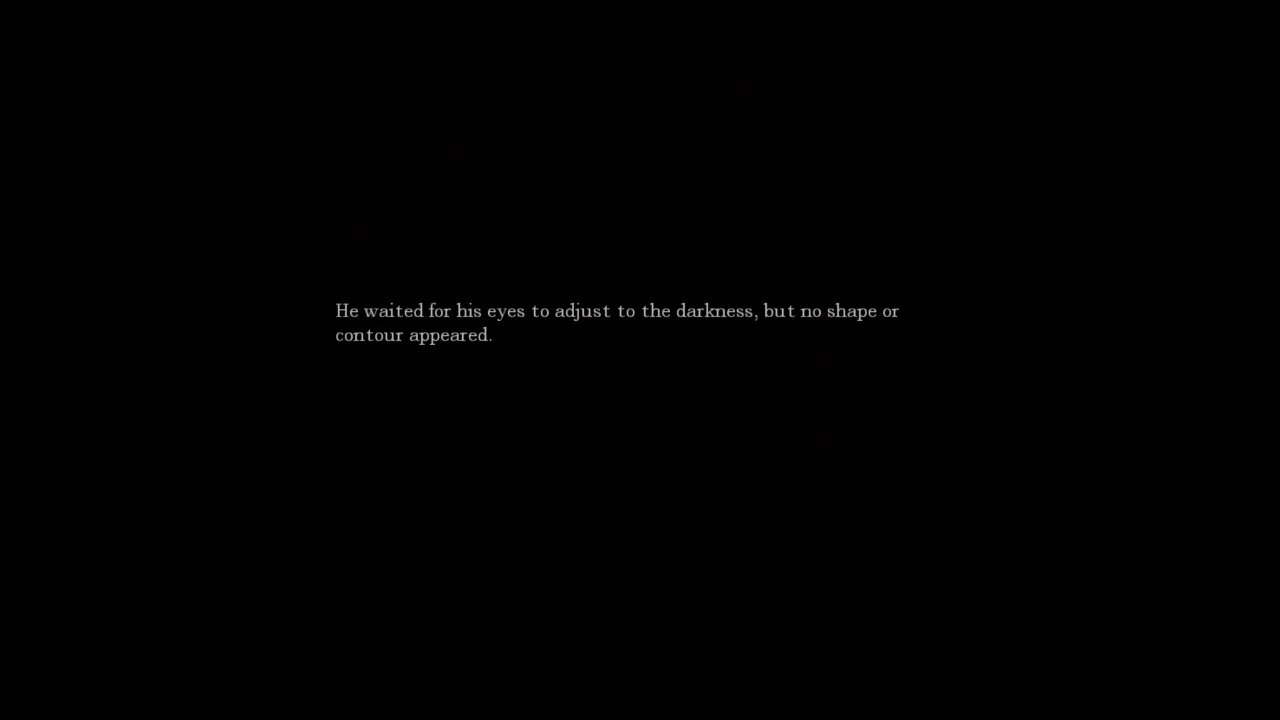 He waited for his eyes to adjust to the darkness, but no shape or
contour appeared.